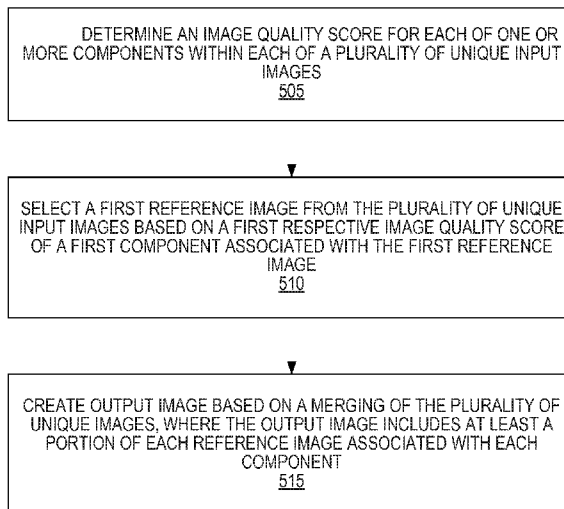 DETERMINE AN IMAGE QUALITY SCORE FOR EACH OF ONE OR
MORE COMPONENTS WITHIN EACH OF A PLURALITY OF UNIQUE INPUT
IMAGES
505
SELECT A FIRST REFERENCE IMAGE FROM THE PLURALITY OF UNIQUE
INPUT IMAGES BASED ON A FIRST RESPECTIVE IMAGE QUALITY SCORE
OF A FIRST COMPONENT ASSOCIATED WITH THE FIRST REFERENCE
IMAGE
510
CREATE OUTPUT IMAGE BASED ON A MERGING OF THE PLURALITY OF
UNIQUE IMAGES, WHERE THE OUTPUT IMAGE INCLUDES AT LEAST A
PORTION OF EACH REFERENCE IMAGE ASSOCIATED WITH EACH
COMPONENT
515